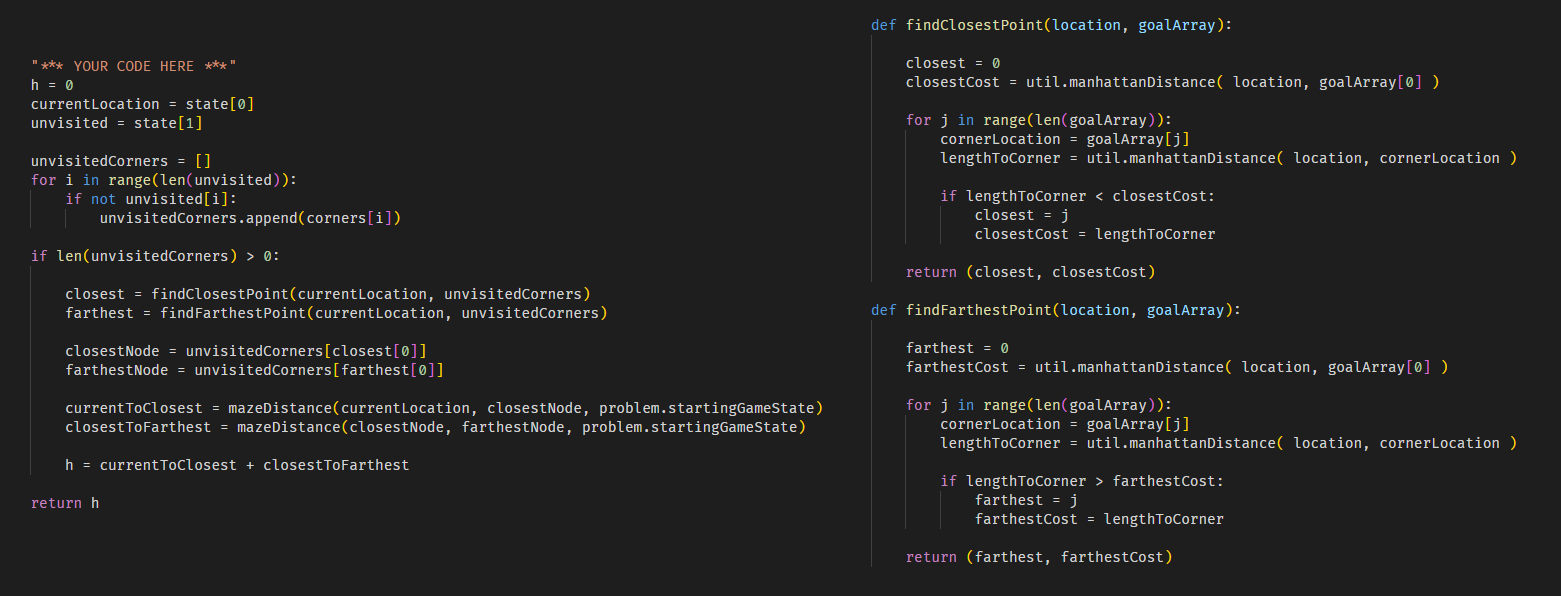 "*** YOUR CODE HERE ***"
h = 0
currentLocation = state[0]
unvisited = state[1]
unvisitedCorners = []
for i in range(len(unvisited)):
if not unvisited[i]:
unvisitedCorners.append(corners[i])
if len(unvisitedCorners) > 0:
closest = findClosestPoint(currentLocation, unvisitedCorners)
farthest = findFarthestPoint(currentLocation, unvisitedCorners)
closestNode = unvisitedCorners[closest[0]]
farthestNode = unvisitedCorners[farthest[0]]
currentToClosest = mazeDistance(currentLocation, closestNode, problem.startingGameState)
closestToFarthest = mazeDistance(closestNode, farthestNode, problem.startingGameState)
h = currentToClosest + closestToFarthest
return h
def findClosestPoint(location, goalArray):
closest = 0
closestCost = util.manhattanDistance( location, goalArray[0] )
for j in range(len(goalArray)):
cornerLocation = goalArray[j]
lengthToCorner = util.manhattanDistance( location, cornerLocation )
if lengthToCorner < closestCost:
closest = j
closestCost = lengthToCorner
return (closest, closestCost)
def findFarthestPoint(location, goalArray):
farthest = 0
farthestCost = util.manhattanDistance( location, goalArray[0] )
for j in range(len(goalArray)):
cornerLocation = goalArray[j]
lengthToCorner = util.manhattanDistance( location, cornerLocation )
if lengthToCorner > farthestCost:
farthest = j
farthestCost = lengthToCorner
return (farthest, farthestCost)